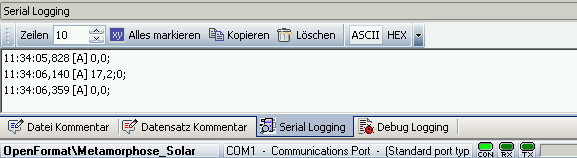 Serial Logging
Zeilen 10 xy Alles markieren Kopieren Löschen ASCII HEX
11:34:05,828 [A] 0,0;
11:34:06,140 [A] 17,2;0;
11:34:06,359 [A] 0,0;
Datei Kommentar Datensatz Kommentar Serial Logging Debug Logging
OpenFormat\Metamorphose_Solar COM1 - Communications Port - (Standard port typ CON RX TX